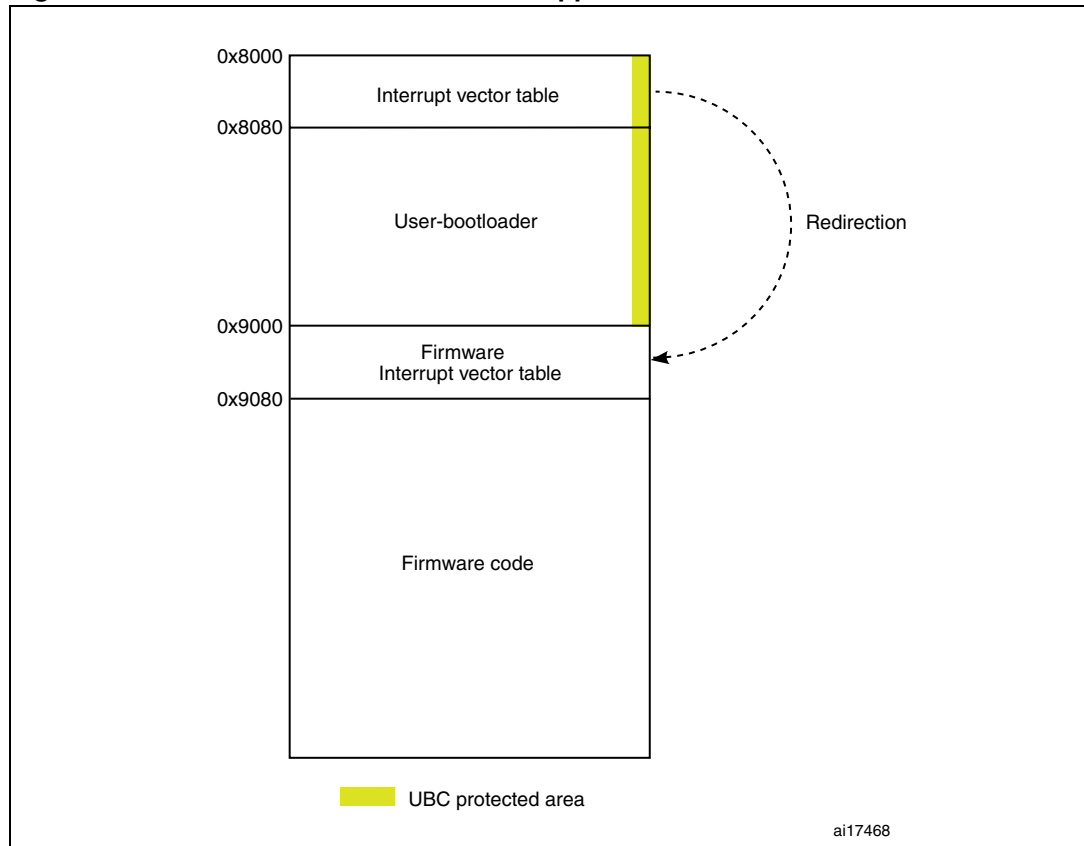 0x8000
Interrupt vector table
0x8080
User-bootloader
Redirection
0x9000
Firmware
Interrupt vector table
0x9080
Firmware code
UBC protected area
ai17468